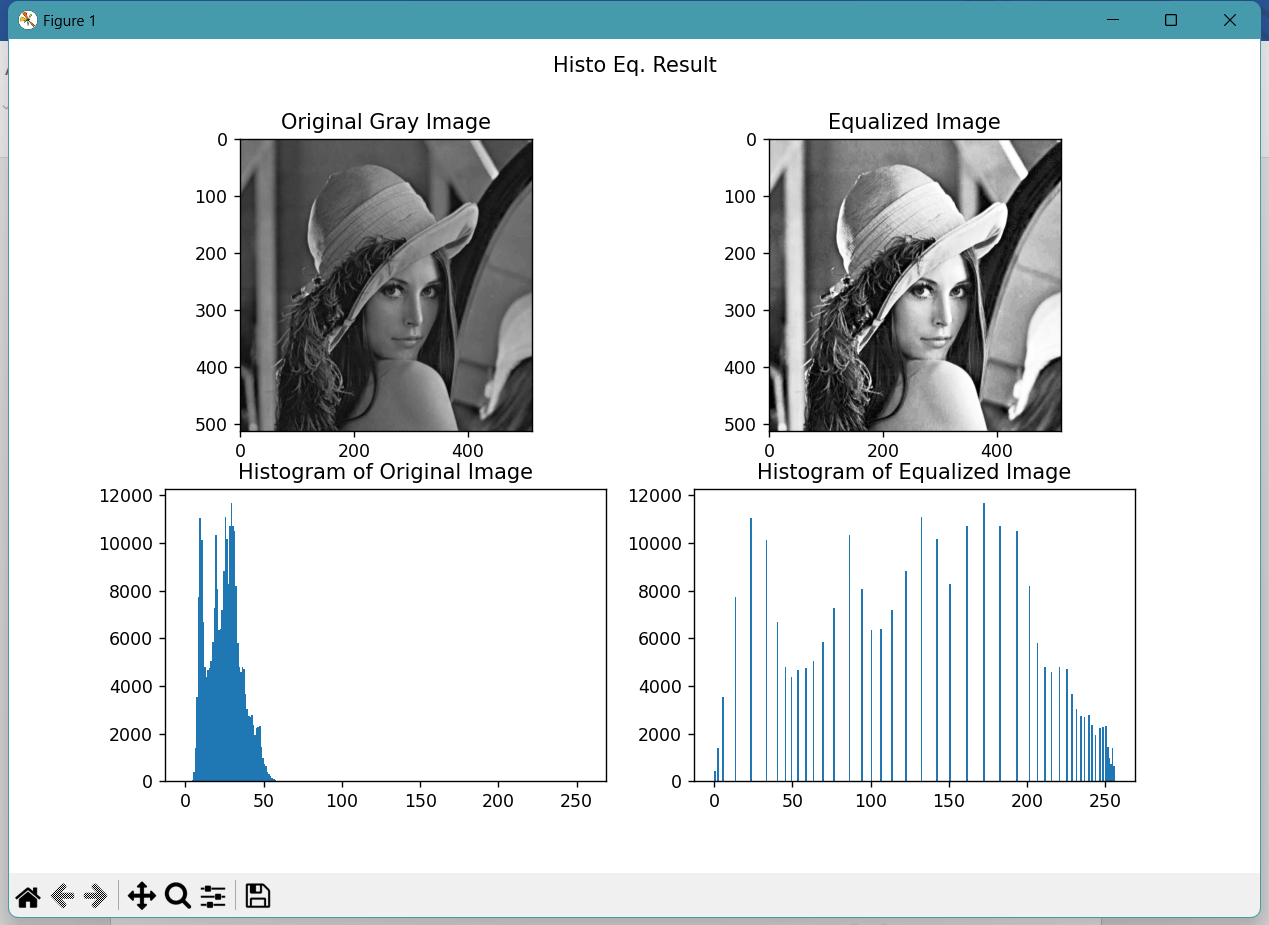 Figure 1
Histo Eq. Result
Original Gray Image
0
100
200
300
400
500
0 200 400
Equalized Image
0
100
200
300
400
500
0 200 400
Histogram of Original Image
12000
10000
8000
6000
4000
2000
0
0 50 100 150 200 250
Histogram of Equalized Image
12000
10000
8000
6000
4000
2000
0
0 50 100 150 200 250